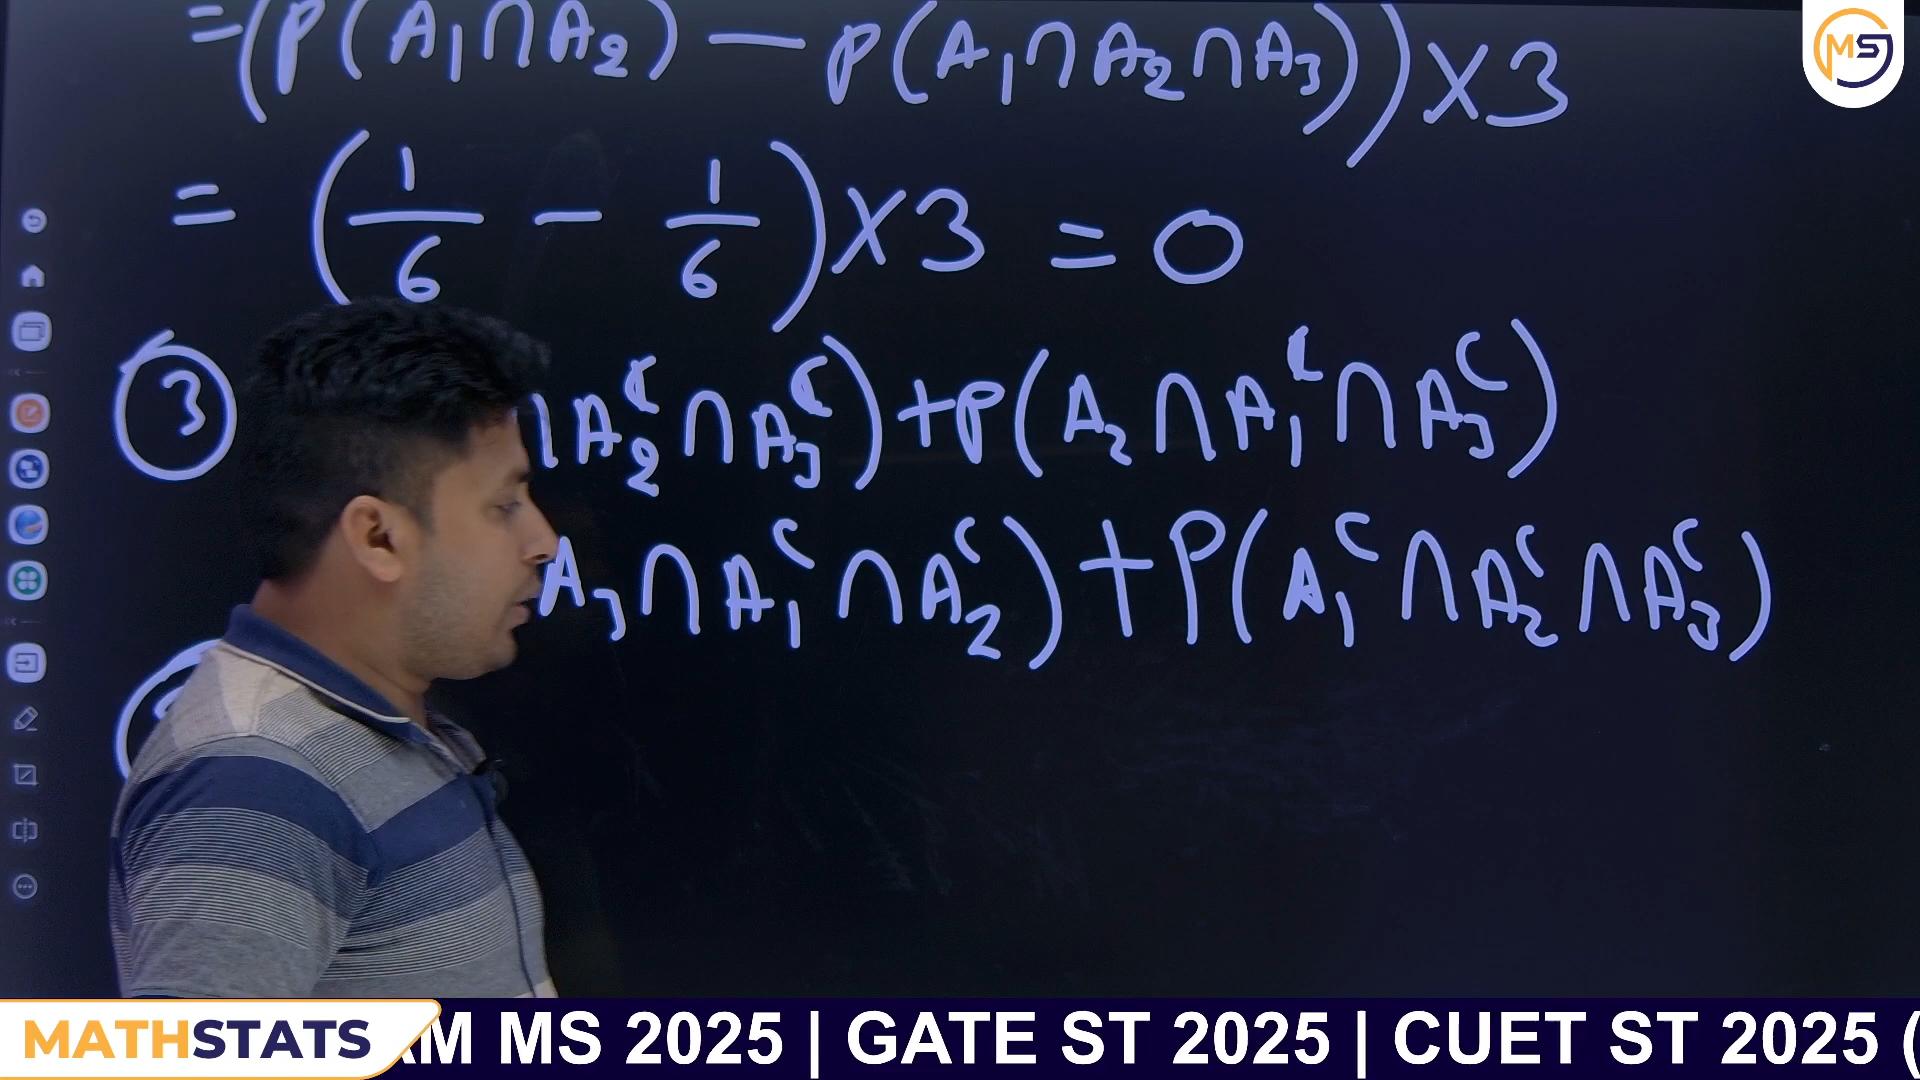 =(P(A₁∩A₂) — P(A₁∩A₂∩A₃))×3
= (1/6 - 1/6)×3 = 0
③ ∩A₂ᶜ∩A₃ᶜ)+P(A₂∩A₁ᶜ∩A₃ᶜ)
A₃∩A₁ᶜ∩A₂ᶜ)+P(A₁ᶜ∩A₂ᶜ∩A₃ᶜ)
MS
MATHSTATS
AM MS 2025 | GATE ST 2025 | CUET ST 2025 (